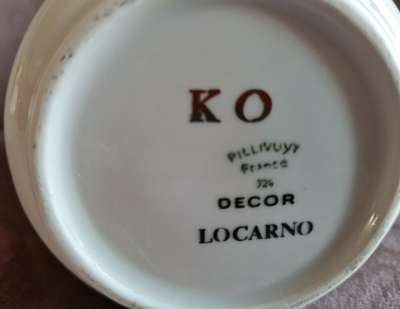 KO
PILLIVUYT
France
724
DECOR
LOCARNO